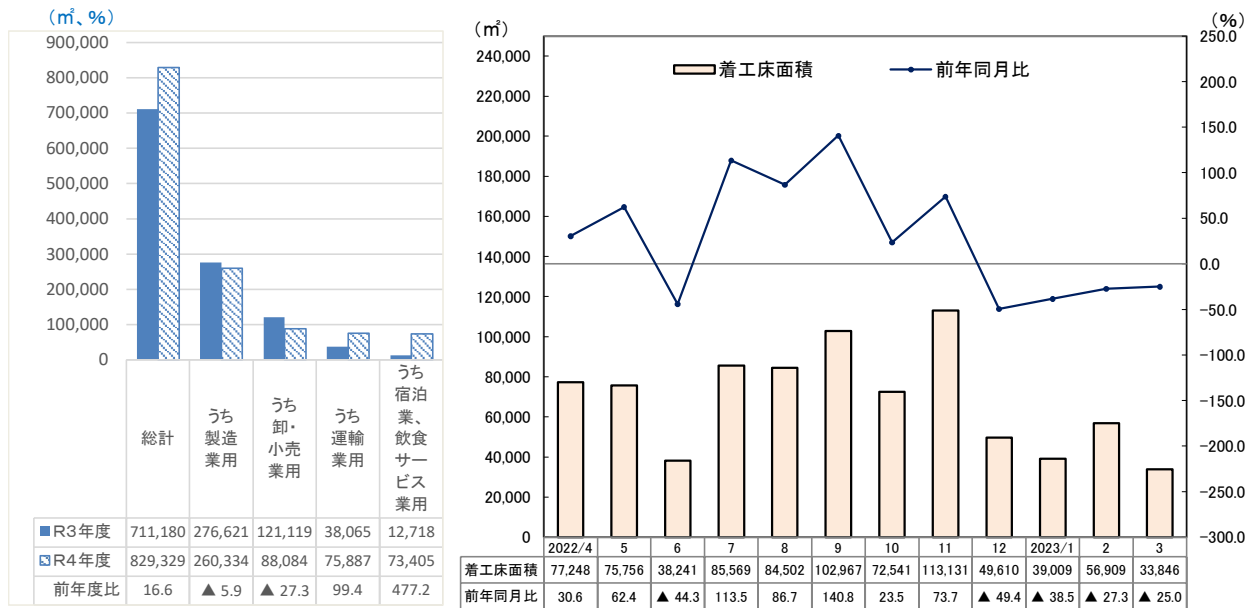 （㎡、%）
900,000
800,000
700,000
600,000
500,000
400,000
300,000
200,000
100,000
0
総計
うち
製造
業用
うち
卸・
小売
業用
うち
運輸
業用
うち
宿泊
業、
飲食
サー
ビス
業用
R３年度 711,180 276,621 121,119 38,065 12,718
R４年度 829,329 260,334 88,084 75,887 73,405
前年度比 16.6 ▲ 5.9 ▲ 27.3 99.4 477.2
（㎡） （%）
着工床面積 前年同月比
240,000
220,000
200,000
180,000
160,000
140,000
120,000
100,000
80,000
60,000
40,000
20,000
0
250.0
200.0
150.0
100.0
50.0
0.0
−50.0
−100.0
−150.0
−200.0
−250.0
−300.0
2022/4 5 6 7 8 9 10 11 12 2023/1 2 3
着工床面積 77,248 75,756 38,241 85,569 84,502 102,967 72,541 113,131 49,610 39,009 56,909 33,846
前年同月比 30.6 62.4 ▲ 44.3 113.5 86.7 140.8 23.5 73.7 ▲ 49.4 ▲ 38.5 ▲ 27.3 ▲ 25.0